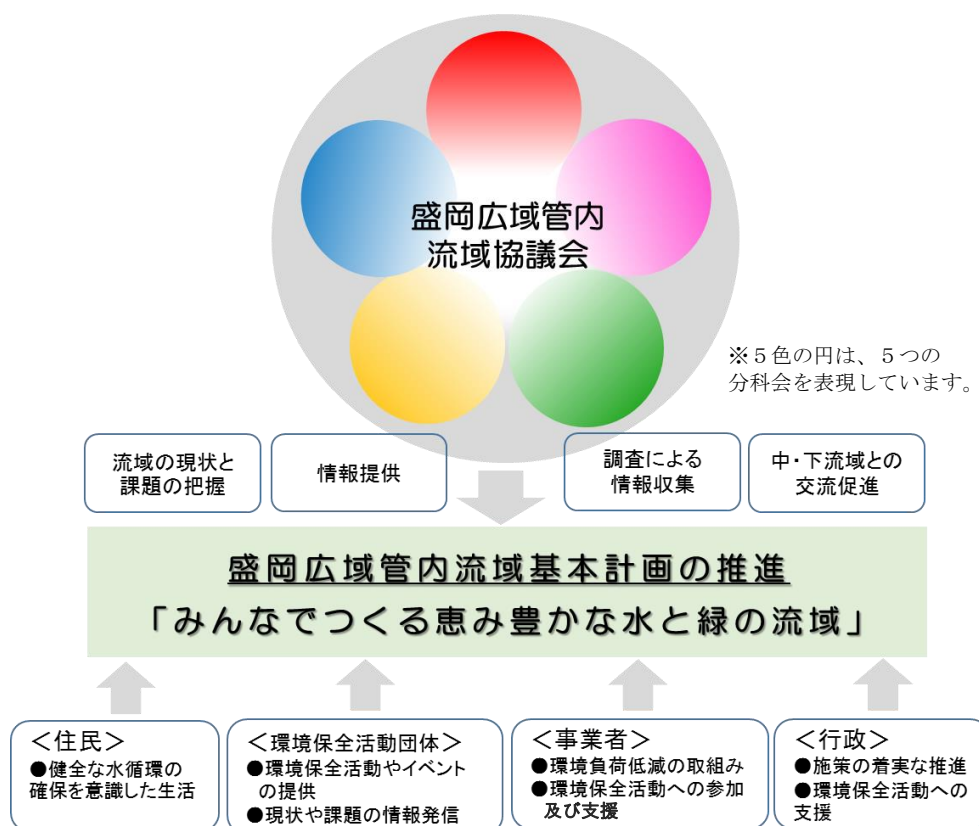 盛岡広域管内
流域協議会
※５色の円は、５つの
分科会を表現しています。
流域の現状と
課題の把握
情報提供
調査による
情報収集
中・下流域との
交流促進
盛岡広域管内流域基本計画の推進
「みんなでつくる恵み豊かな水と緑の流域」
＜住民＞
●健全な水循環の
確保を意識した生活
＜環境保全活動団体＞
●環境保全活動やイベント
の提供
●現状や課題の情報発信
＜事業者＞
●環境負荷低減の取組み
●環境保全活動への参加
及び支援
＜行政＞
●施策の着実な推進
●環境保全活動への
支援